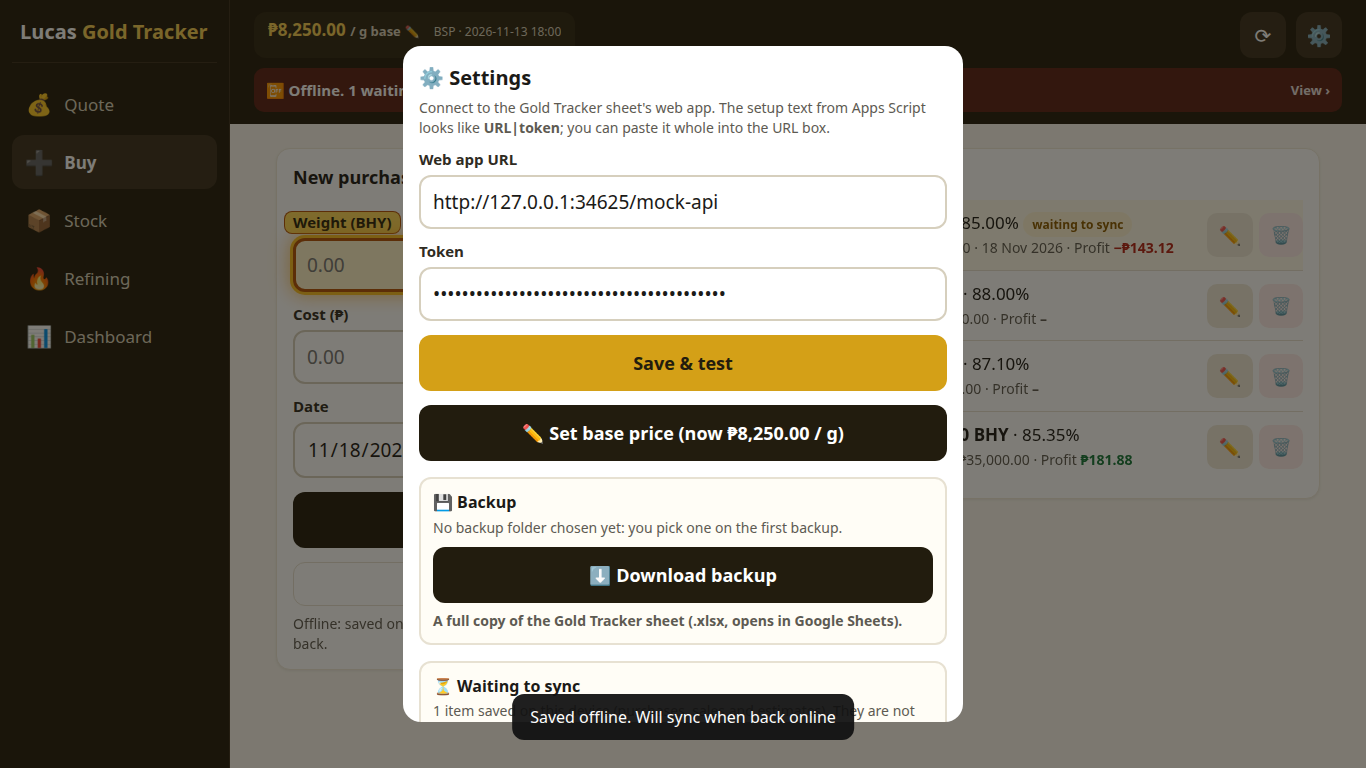 Lucas Gold Tracker
₱8,250.00 / g base ✏️ BSP · 2026-11-13 18:00
Offline. 1 waitin
View ›
Quote
Buy
Stock
Refining
Dashboard
New purcha
Weight (BHY)
0.00
Cost (₱)
0.00
Date
11/18/202
Offline: saved on
back.
⚙️ Settings
Connect to the Gold Tracker sheet's web app. The setup text from Apps Script
looks like URL|token; you can paste it whole into the URL box.
Web app URL
http://127.0.0.1:34625/mock-api
Token
Save & test
✏️ Set base price (now ₱8,250.00 / g)
💾 Backup
No backup folder chosen yet: you pick one on the first backup.
⬇️ Download backup
A full copy of the Gold Tracker sheet (.xlsx, opens in Google Sheets).
⏳ Waiting to sync
1 item saved
They are not
Saved offline. Will sync when back online
85.00% waiting to sync
0 · 18 Nov 2026 · Profit −₱143.12
· 88.00%
0.00 · Profit –
· 87.10%
.00 · Profit –
0 BHY · 85.35%
₱35,000.00 · Profit ₱181.88